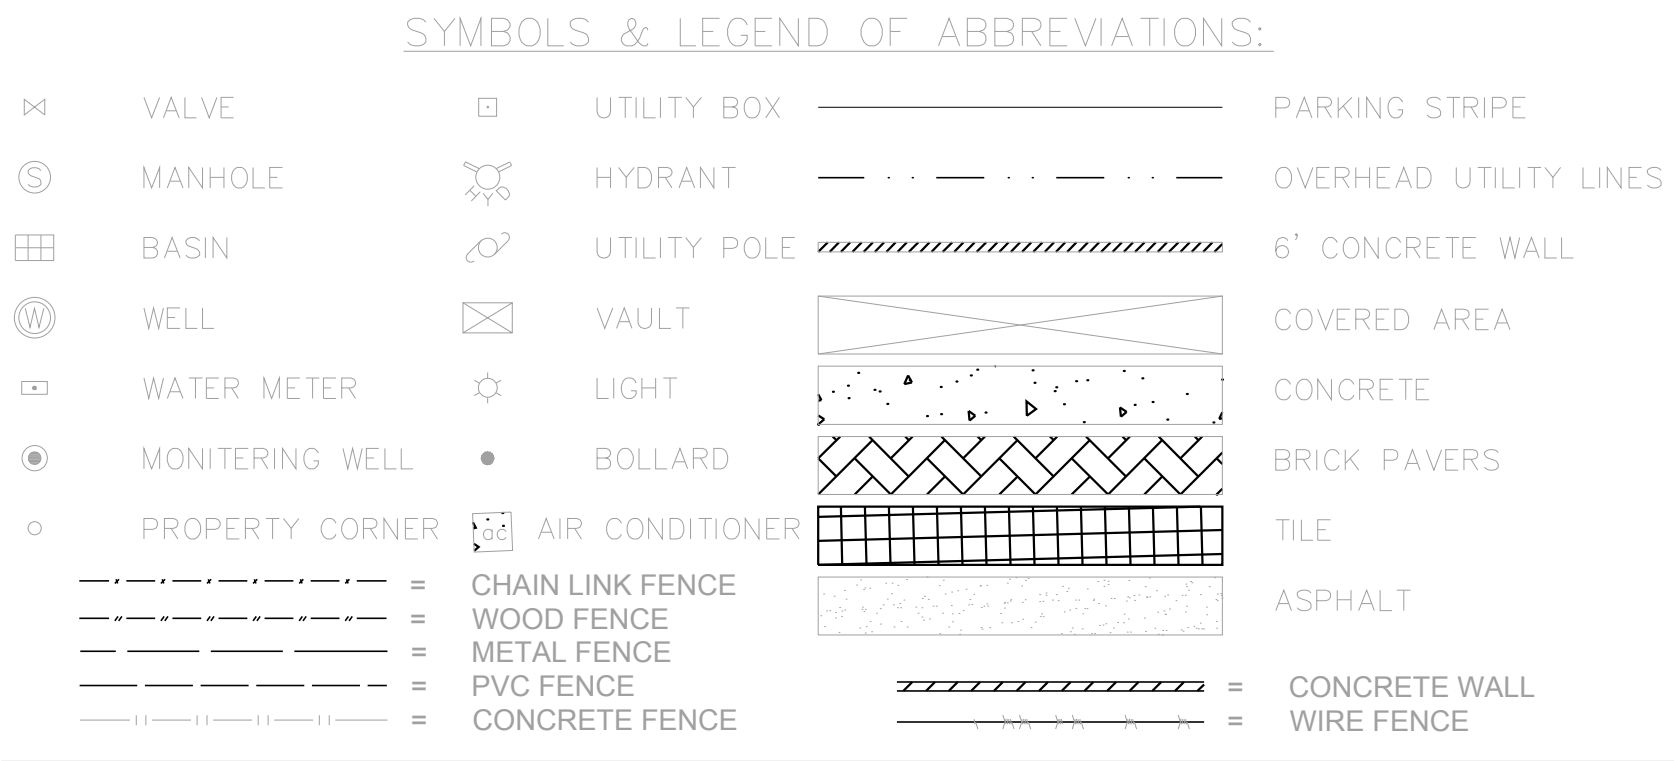 SYMBOLS & LEGEND OF ABBREVIATIONS:
VALVE UTILITY BOX PARKING STRIPE
S MANHOLE HYDRANT OVERHEAD UTILITY LINES
BASIN UTILITY POLE 6' CONCRETE WALL
W WELL VAULT COVERED AREA
WATER METER LIGHT CONCRETE
MONITERING WELL BOLLARD BRICK PAVERS
PROPERTY CORNER ac AIR CONDITIONER TILE
ASPHALT
= CHAIN LINK FENCE
= WOOD FENCE
= METAL FENCE
= PVC FENCE = CONCRETE WALL
= CONCRETE FENCE = WIRE FENCE